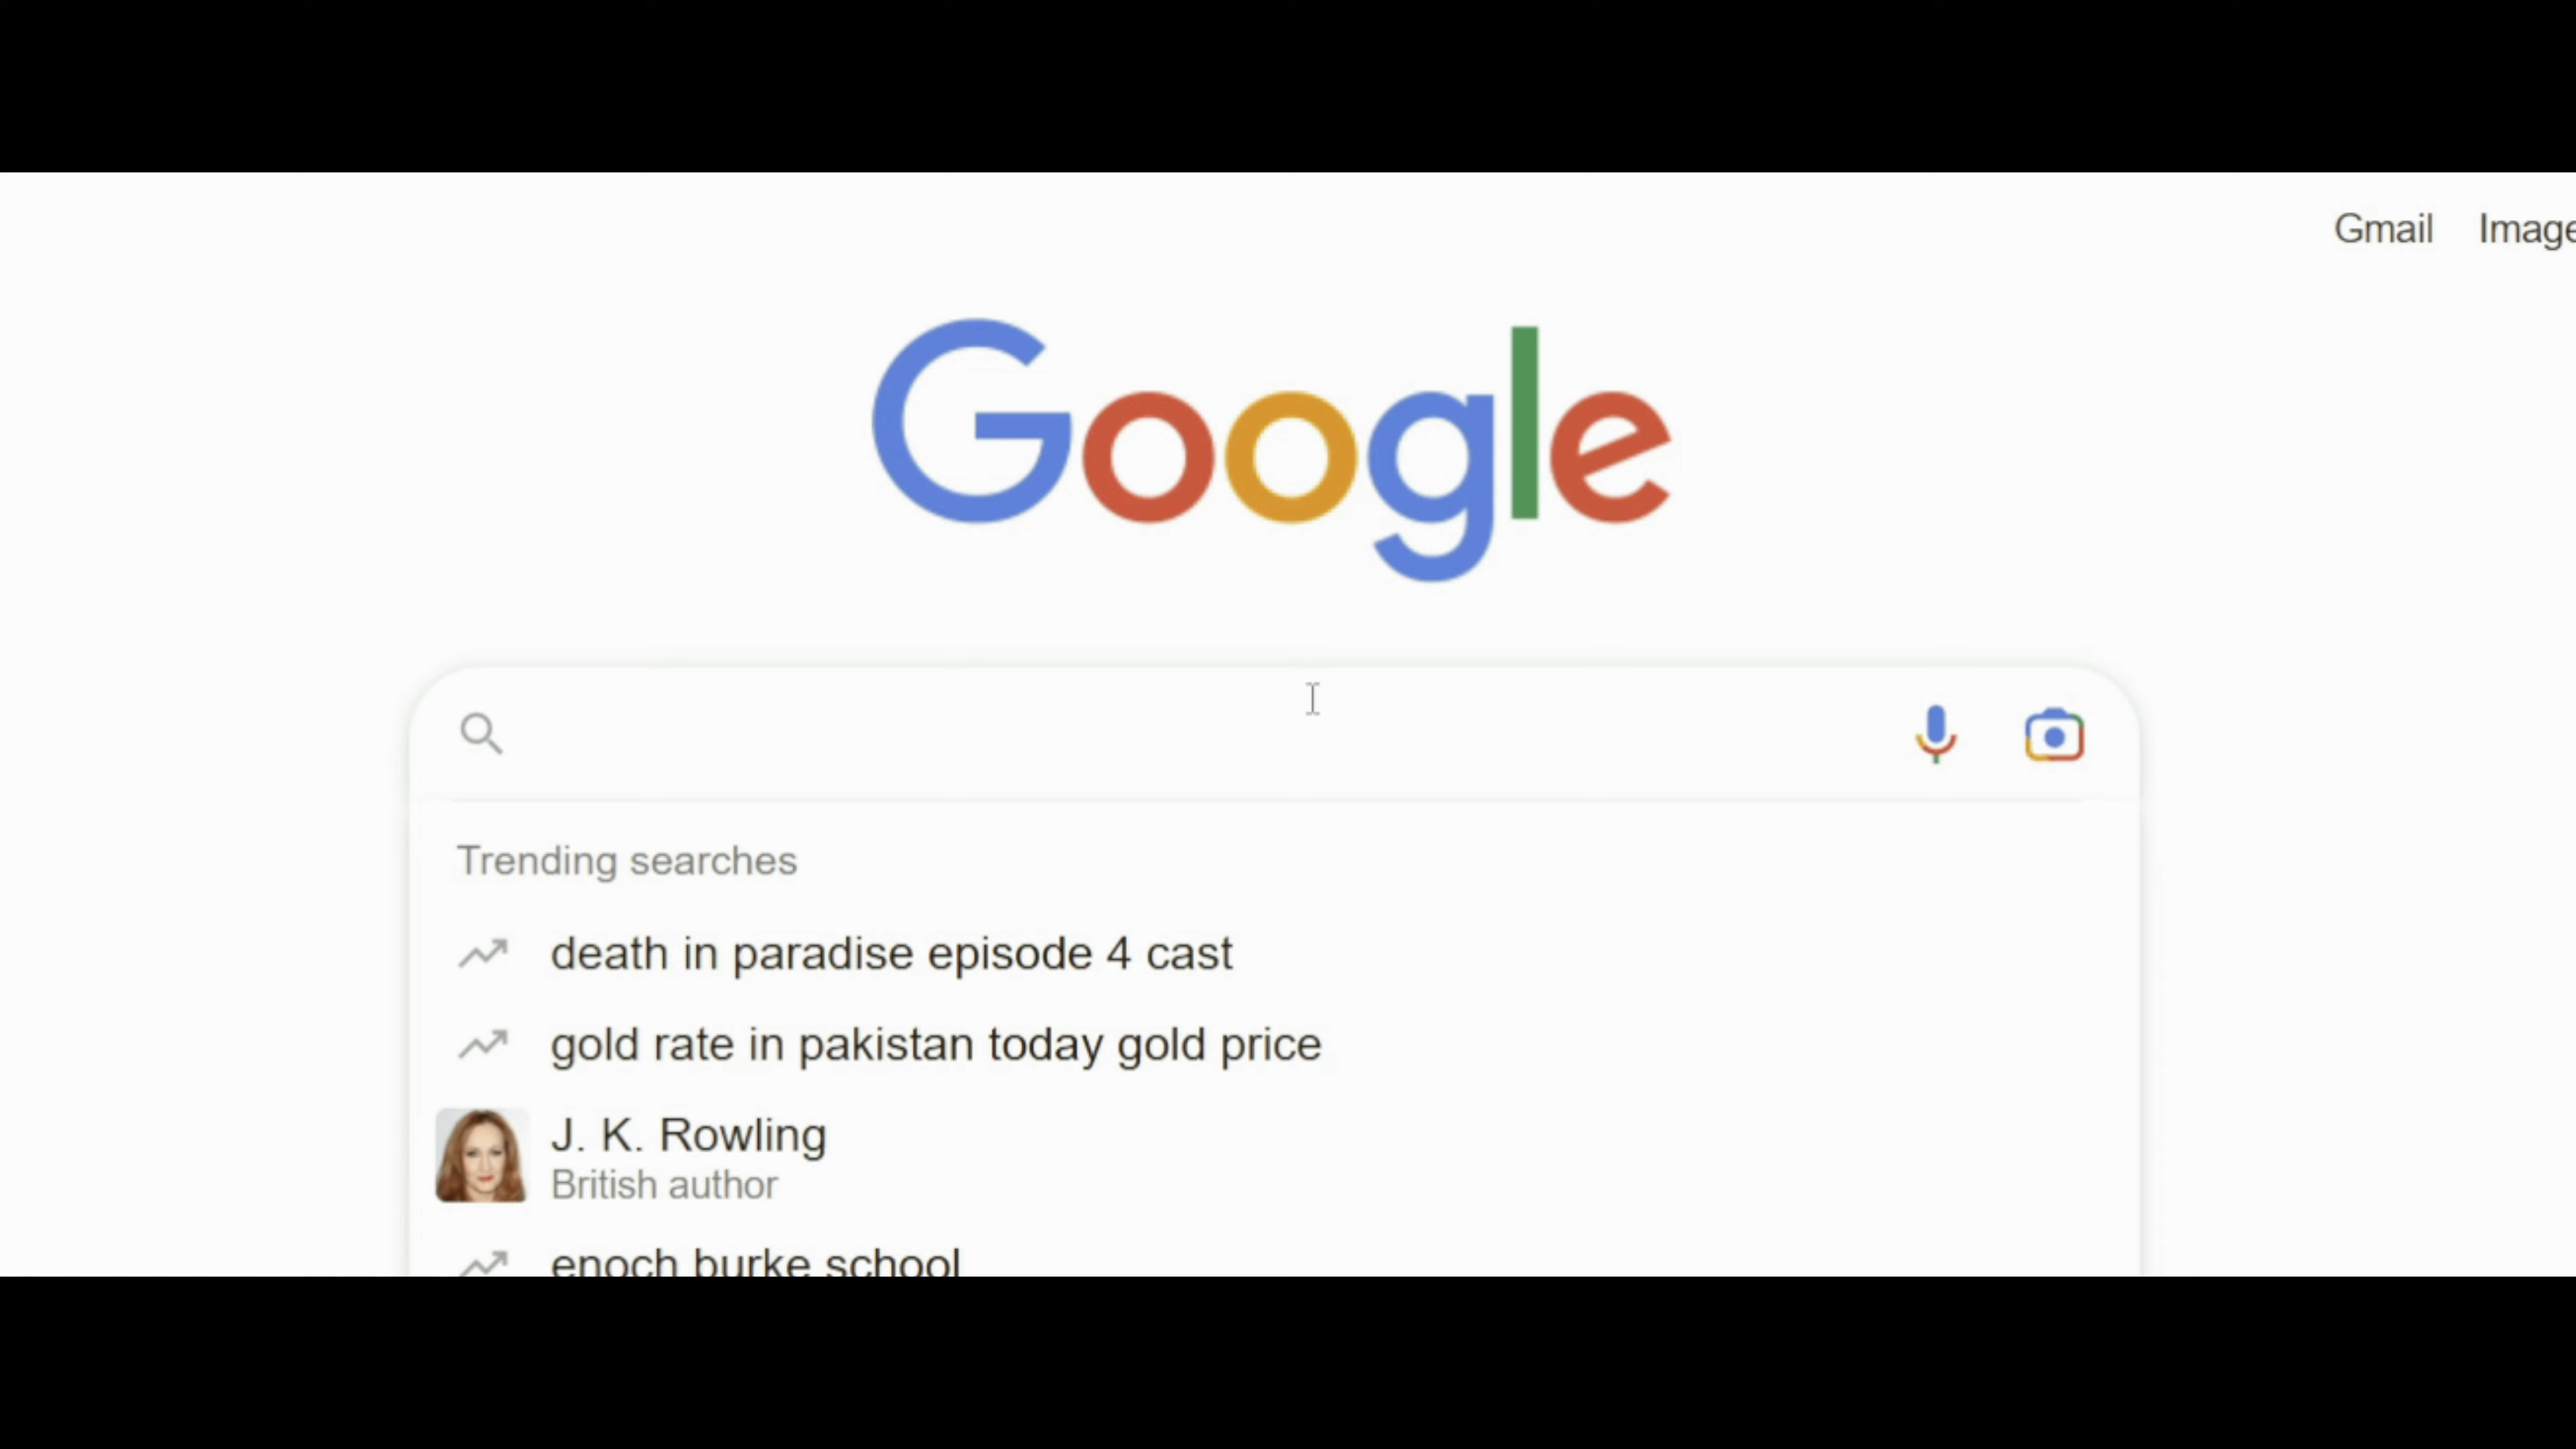 Gmail Image
Google
Trending searches
death in paradise episode 4 cast
gold rate in pakistan today gold price
J. K. Rowling
British author
enoch burke school